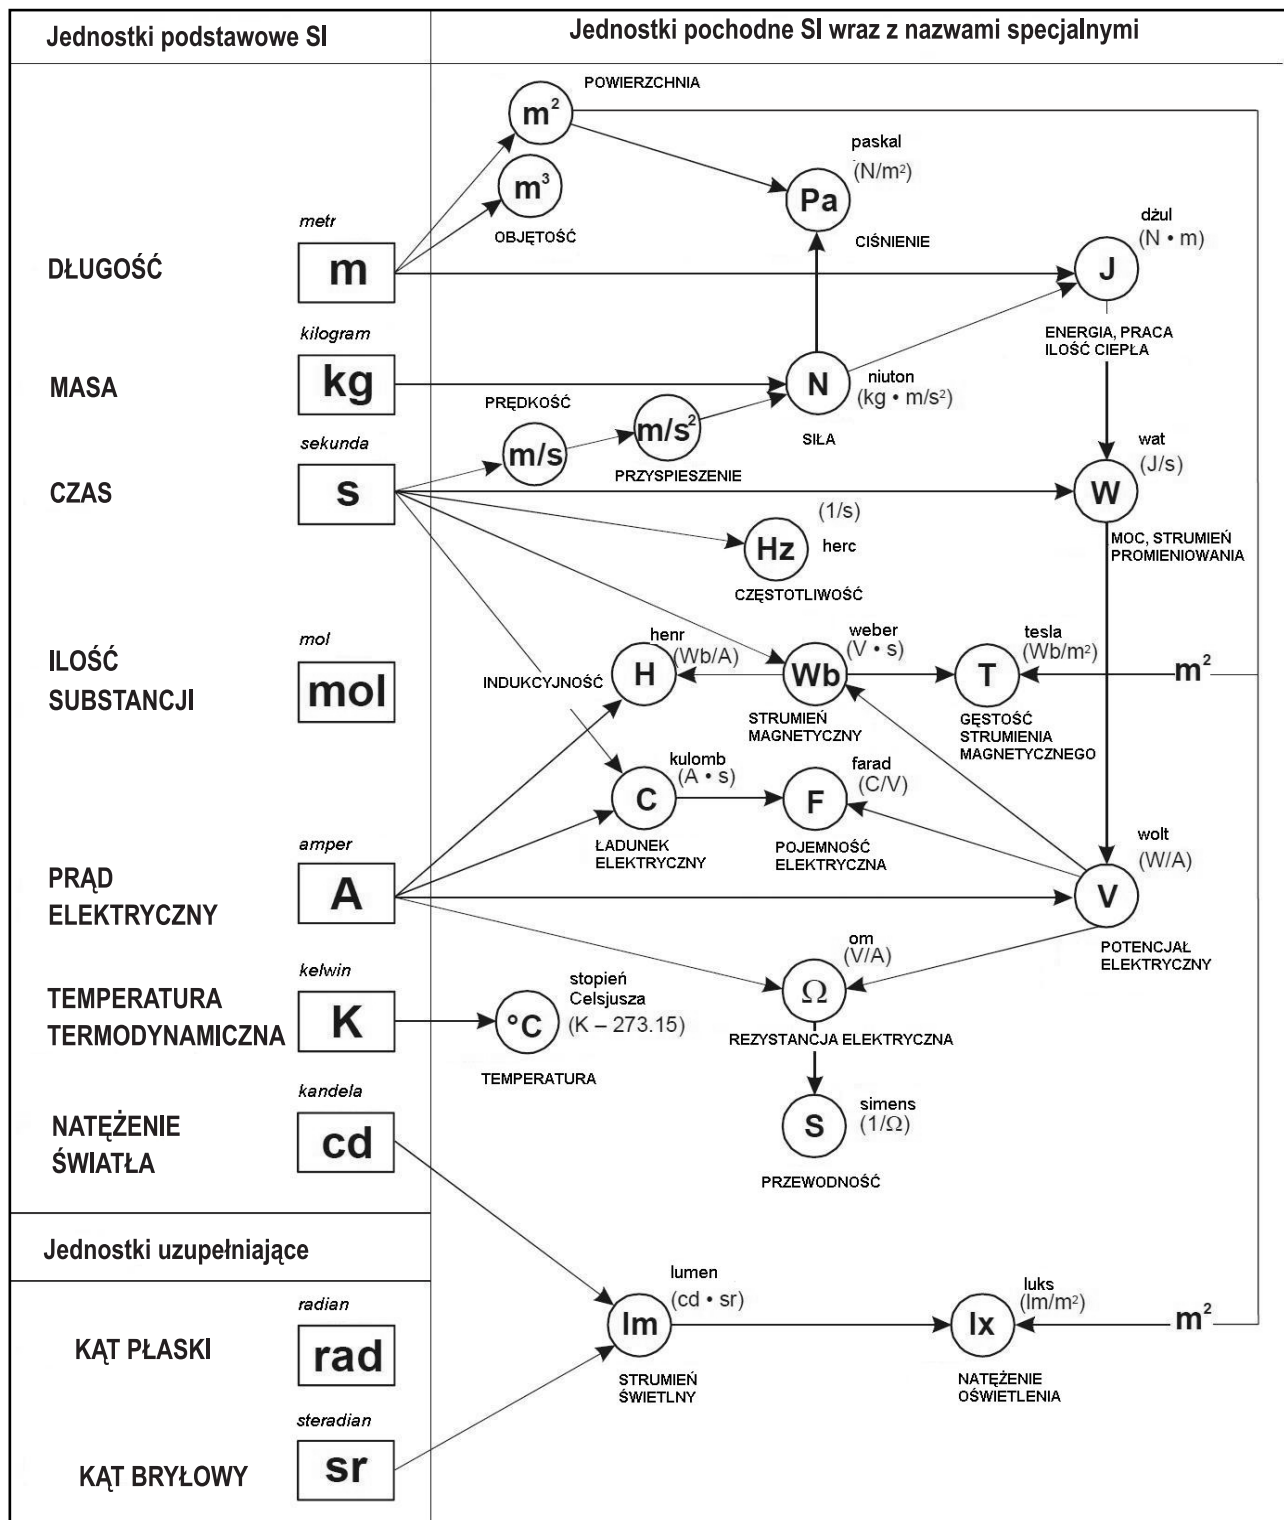 Jednostki podstawowe SI
Jednostki pochodne SI wraz z nazwami specjalnymi
POWIERZCHNIA
m²
paskal
(N/m²)
m³
Pa
metr
OBJĘTOŚĆ
CIŚNIENIE
dżul
(N • m)
DŁUGOŚĆ
m
J
kilogram
ENERGIA, PRACA
ILOŚĆ CIEPŁA
MASA
kg
N
niuton
(kg • m/s²)
PRĘDKOŚĆ
m/s²
SIŁA
sekunda
m/s
PRZYSPIESZENIE
wat
(J/s)
CZAS
s
W
(1/s)
Hz
herc
MOC, STRUMIEŃ
PROMIENIOWANIA
CZĘSTOTLIWOŚĆ
mol
henr
(Wb/A)
weber
(V • s)
tesla
(Wb/m²)
ILOŚĆ
SUBSTANCJI
mol
INDUKCYJNOŚĆ
H
Wb
T
m²
STRUMIEŃ
MAGNETYCZNY
GĘSTOŚĆ
STRUMIENIA
MAGNETYCZNEGO
kulomb
(A • s)
farad
(C/V)
C
F
amper
ŁADUNEK
ELEKTRYCZNY
POJEMNOŚĆ
ELEKTRYCZNA
wolt
(W/A)
PRĄD
ELEKTRYCZNY
A
V
om
(V/A)
POTENCJAŁ
ELEKTRYCZNY
kelwin
stopień
Celsjusza
(K – 273.15)
TEMPERATURA
TERMODYNAMICZNA
K
°C
Ω
REZYSTANCJA ELEKTRYCZNA
TEMPERATURA
kandela
simens
(1/Ω)
NATĘŻENIE
ŚWIATŁA
cd
S
PRZEWODNOŚĆ
Jednostki uzupełniające
lumen
(cd • sr)
luks
(lm/m²)
radian
KĄT PŁASKI
rad
lm
lx
m²
STRUMIEŃ
ŚWIETLNY
NATĘŻENIE
OŚWIETLENIA
steradian
KĄT BRYŁOWY
sr